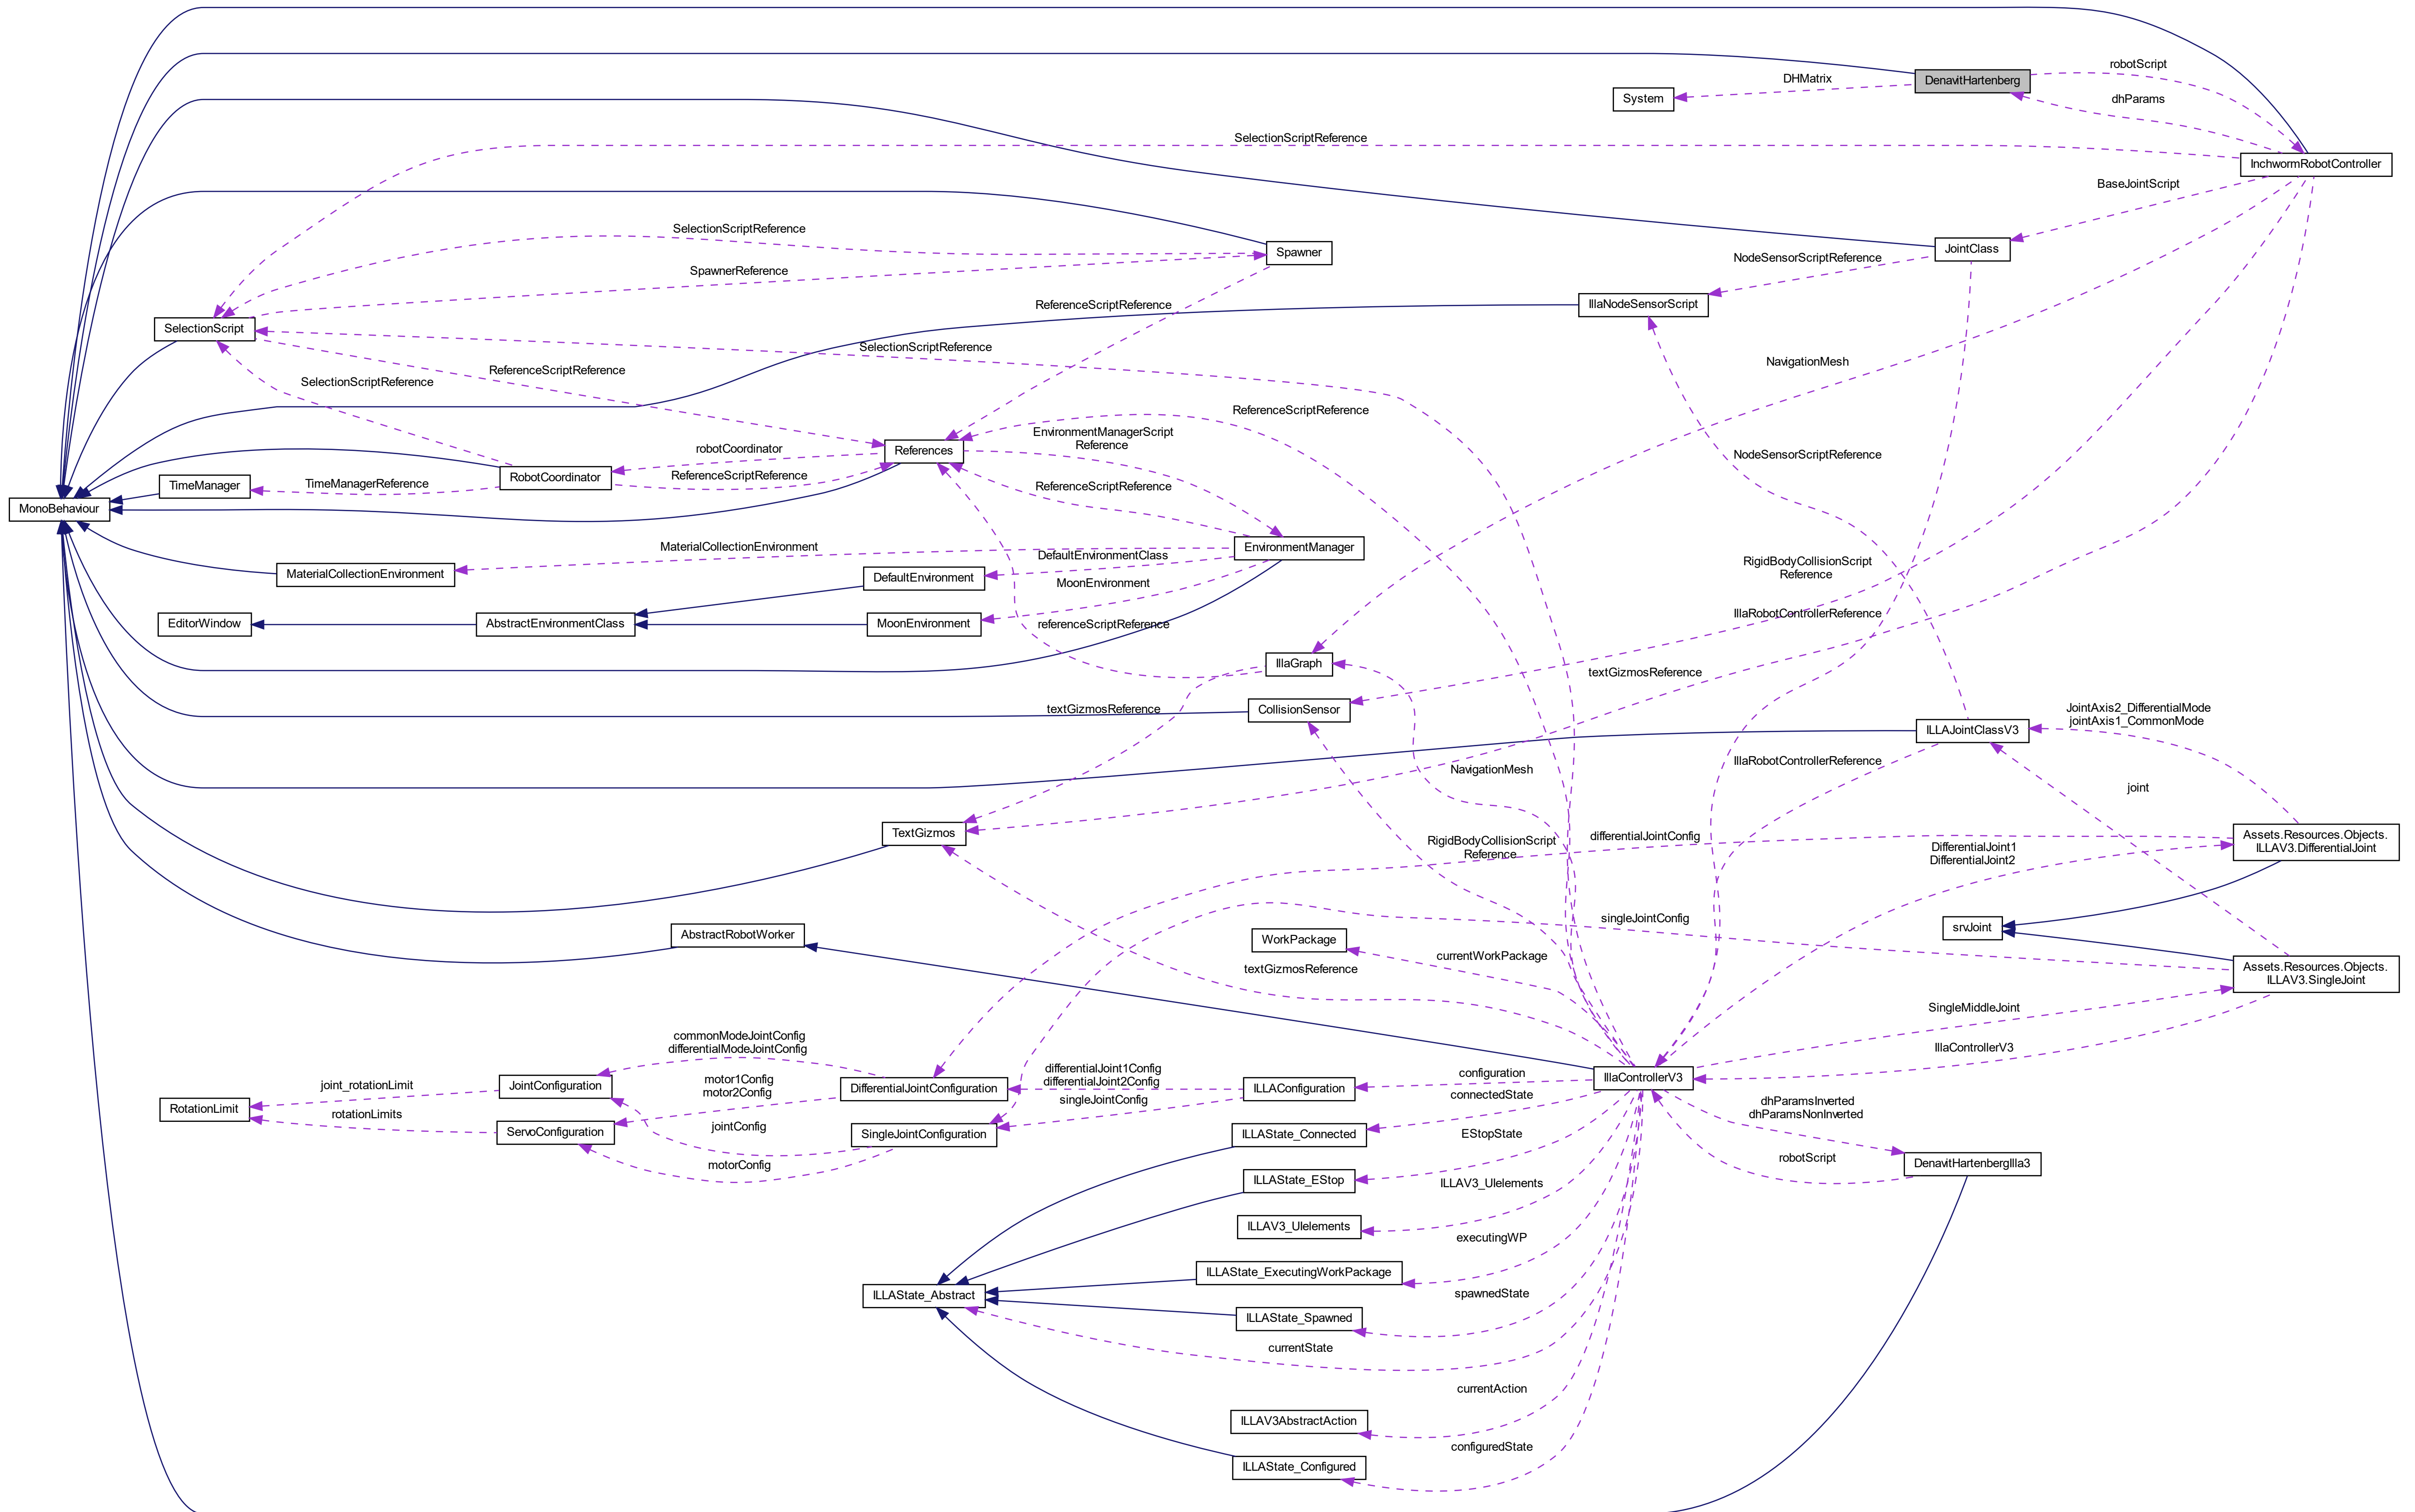 DenavitHartenberg
robotScript
DHMatrix
System
dhParams
SelectionScriptReference
InchwormRobotController
BaseJointScript
SelectionScriptReference
Spawner
JointClass
NodeSensorScriptReference
SpawnerReference
ReferenceScriptReference
IllaNodeSensorScript
SelectionScript
SelectionScriptReference
NavigationMesh
ReferenceScriptReference
SelectionScriptReference
ReferenceScriptReference
EnvironmentManagerScript
Reference
References
robotCoordinator
NodeSensorScriptReference
RobotCoordinator
ReferenceScriptReference
TimeManagerReference
TimeManager
ReferenceScriptReference
MonoBehaviour
EnvironmentManager
MaterialCollectionEnvironment
DefaultEnvironmentClass
RigidBodyCollisionScript
Reference
MaterialCollectionEnvironment
DefaultEnvironment
MoonEnvironment
IllaRobotControllerReference
EditorWindow
AbstractEnvironmentClass
MoonEnvironment
referenceScriptReference
IllaGraph
textGizmosReference
textGizmosReference
CollisionSensor
JointAxis2_DifferentialMode
jointAxis1_CommonMode
ILLAJointClassV3
IllaRobotControllerReference
NavigationMesh
joint
TextGizmos
RigidBodyCollisionScript
Reference
differentialJointConfig
DifferentialJoint1
DifferentialJoint2
Assets.Resources.Objects.
ILLAV3.DifferentialJoint
singleJointConfig
AbstractRobotWorker
WorkPackage
srvJoint
currentWorkPackage
textGizmosReference
Assets.Resources.Objects.
ILLAV3.SingleJoint
SingleMiddleJoint
commonModeJointConfig
differentialModeJointConfig
IllaControllerV3
differentialJoint1Config
differentialJoint2Config
configuration
IllaControllerV3
joint_rotationLimit
JointConfiguration
motor1Config
motor2Config
DifferentialJointConfiguration
singleJointConfig
ILLAConfiguration
connectedState
dhParamsInverted
dhParamsNonInverted
RotationLimit
rotationLimits
ServoConfiguration
jointConfig
SingleJointConfiguration
ILLAState_Connected
EStopState
motorConfig
robotScript
DenavitHartenbergIlla3
ILLAState_EStop
ILLAV3_UIelements
ILLAV3_UIelements
executingWP
ILLAState_ExecutingWorkPackage
ILLAState_Abstract
spawnedState
ILLAState_Spawned
currentState
currentAction
ILLAV3AbstractAction
configuredState
ILLAState_Configured